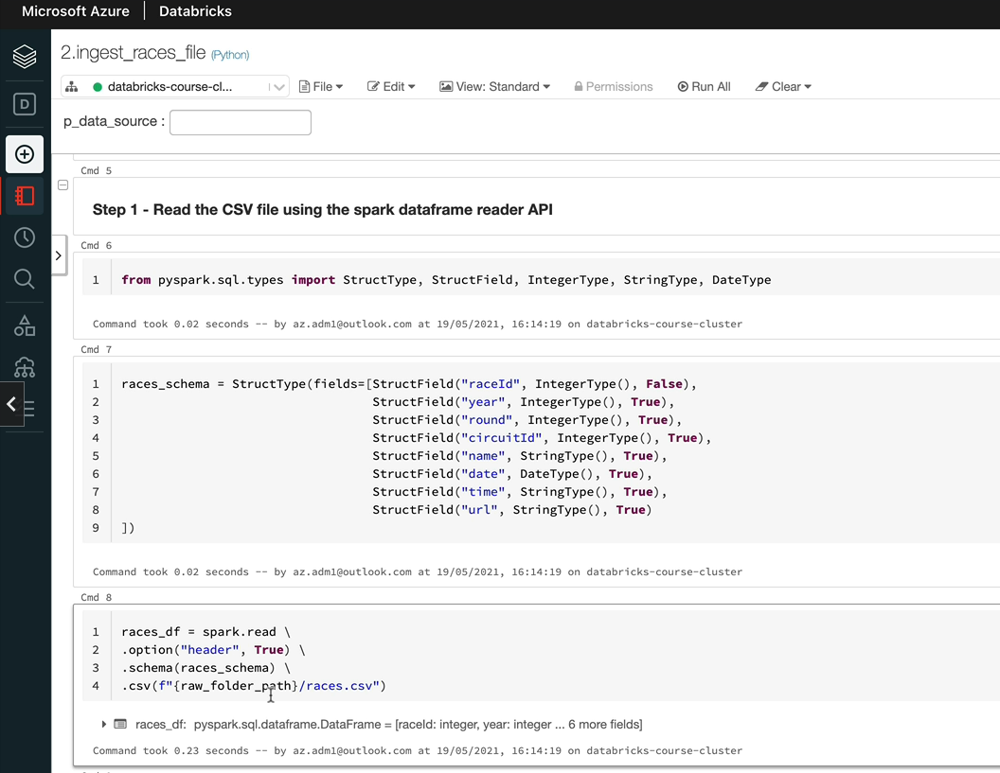 Microsoft Azure | Databricks
2.ingest_races_file (Python)
databricks-course-cl... File Edit View: Standard Permissions Run All Clear
p_data_source :
Cmd 5
Step 1 - Read the CSV file using the spark dataframe reader API
Cmd 6
1 from pyspark.sql.types import StructType, StructField, IntegerType, StringType, DateType
Command took 0.02 seconds -- by az.adm1@outlook.com at 19/05/2021, 16:14:19 on databricks-course-cluster
Cmd 7
1 races_schema = StructType(fields=[StructField("raceId", IntegerType(), False),
2 StructField("year", IntegerType(), True),
3 StructField("round", IntegerType(), True),
4 StructField("circuitId", IntegerType(), True),
5 StructField("name", StringType(), True),
6 StructField("date", DateType(), True),
7 StructField("time", StringType(), True),
8 StructField("url", StringType(), True)
9 ])
Command took 0.02 seconds -- by az.adm1@outlook.com at 19/05/2021, 16:14:19 on databricks-course-cluster
Cmd 8
1 races_df = spark.read \
2 .option("header", True) \
3 .schema(races_schema) \
4 .csv(f"{raw_folder_path}/races.csv")
races_df: pyspark.sql.dataframe.DataFrame = [raceId: integer, year: integer ... 6 more fields]
Command took 0.23 seconds -- by az.adm1@outlook.com at 19/05/2021, 16:14:19 on databricks-course-cluster